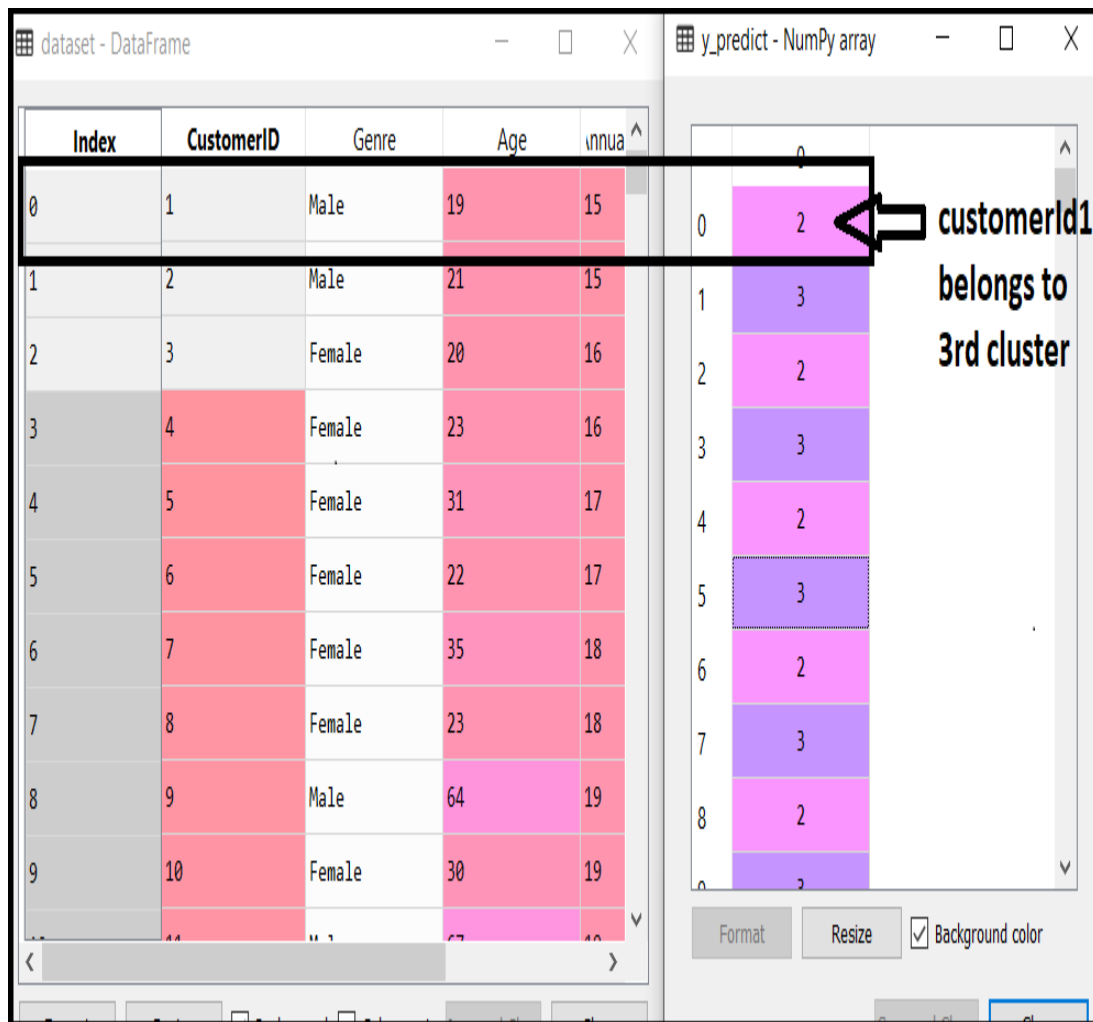 dataset - DataFrame
Index CustomerID Genre Age Annua
0 1 Male 19 15
1 2 Male 21 15
2 3 Female 20 16
3 4 Female 23 16
4 5 Female 31 17
5 6 Female 22 17
6 7 Female 35 18
7 8 Female 23 18
8 9 Male 64 19
9 10 Female 30 19
y_predict - NumPy array
0
0 2
1 3
2 2
3 3
4 2
5 3
6 2
7 3
8 2
9 3
customerId1
belongs to
3rd cluster
Format Resize Background color